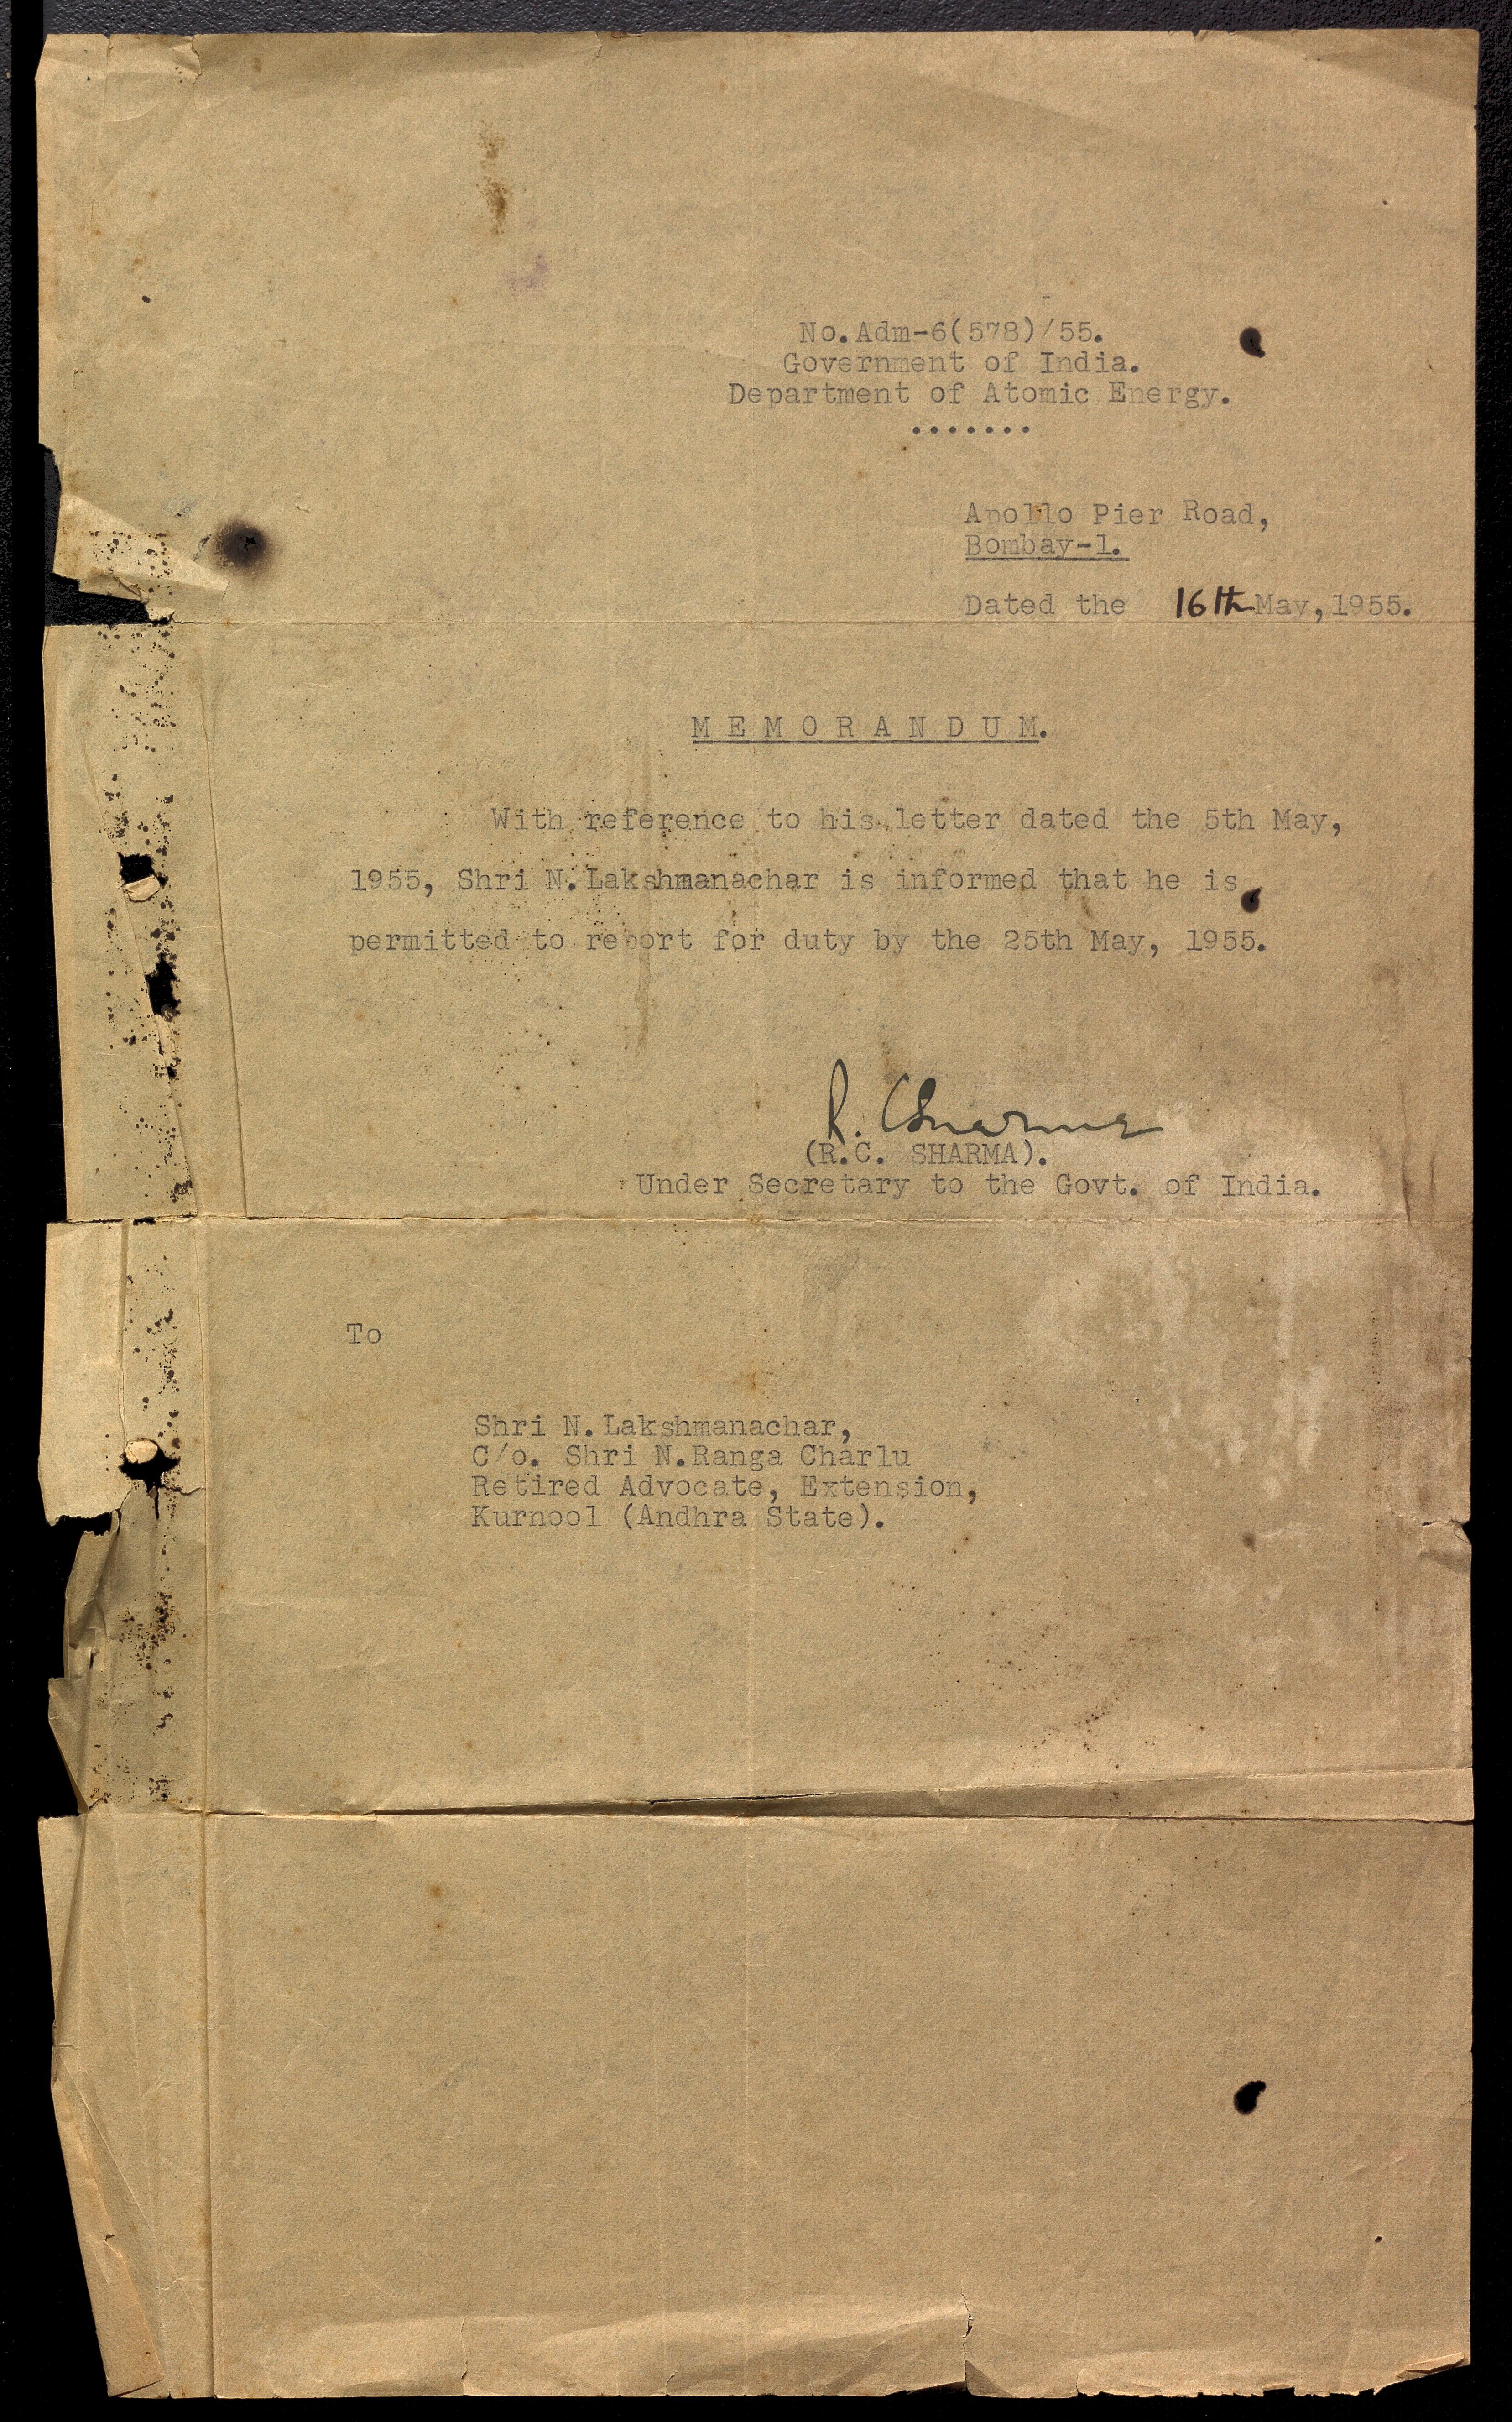 No.Adm-6(578)/55.
Government of India.
Department of Atomic Energy.
.......
Apollo Pier Road,
Bombay-1.
Dated the 16th May, 1955.
M E M O R A N D U M.
With reference to his letter dated the 5th May,
1955, Shri N. Lakshmanachar is informed that he is
permitted to report for duty by the 25th May, 1955.
R. C Sharma
(R.C. SHARMA).
Under Secretary to the Govt. of India.
To
Shri N. Lakshmanachar,
C/o. Shri N.Ranga Charlu
Retired Advocate, Extension,
Kurnool (Andhra State).